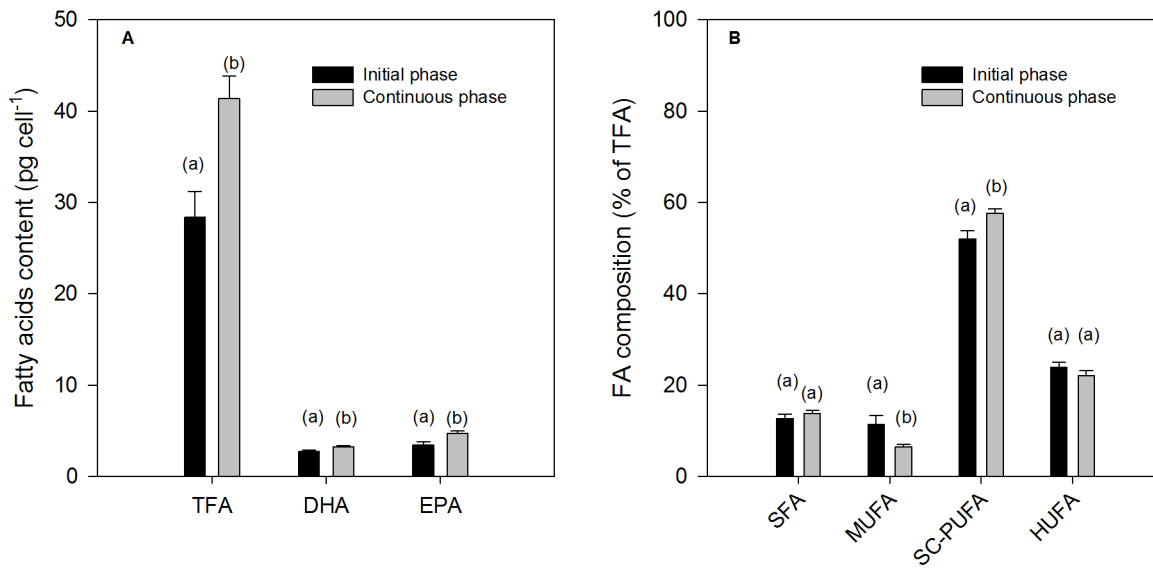 A
Fatty acids content (pg cell⁻¹)
50
40
30
20
10
0
Initial phase
Continuous phase
(a)
(b)
(a)
(b)
(a)
(b)
TFA
DHA
EPA
B
FA composition (% of TFA)
100
80
60
40
20
0
Initial phase
Continuous phase
(a)
(a)
(a)
(b)
(a)
(b)
(a)
(a)
SFA
MUFA
SC-PUFA
HUFA